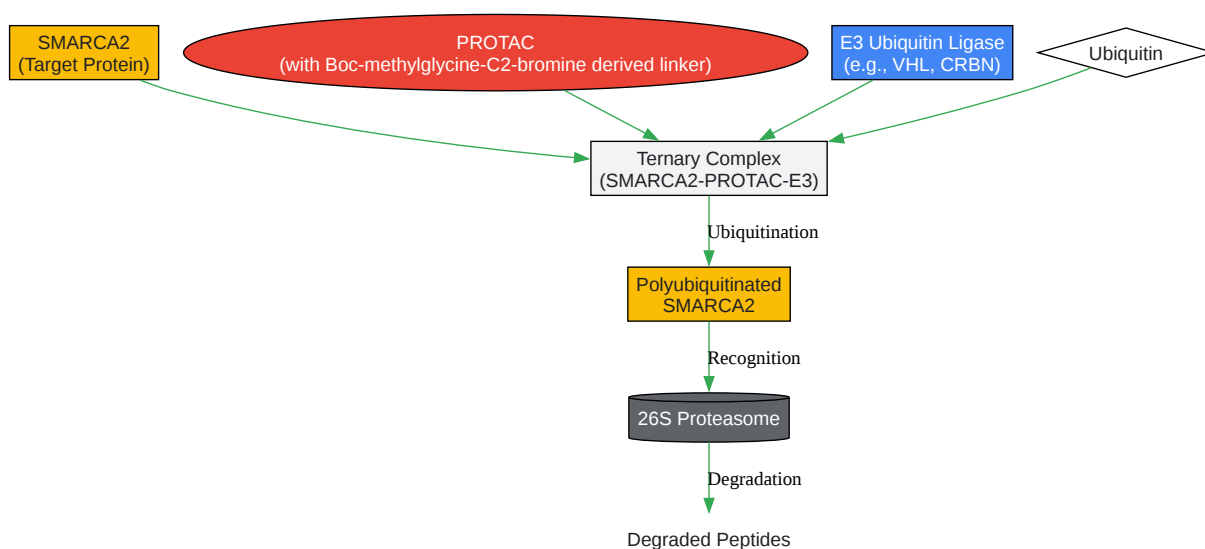 SMARCA2
(Target Protein)
PROTAC
(with Boc-methylglycine-C2-bromine derived linker)
E3 Ubiquitin Ligase
(e.g., VHL, CRBN)
Ubiquitin
Ternary Complex
(SMARCA2-PROTAC-E3)
Ubiquitination
Polyubiquitinated
SMARCA2
Recognition
26S Proteasome
Degradation
Degraded Peptides